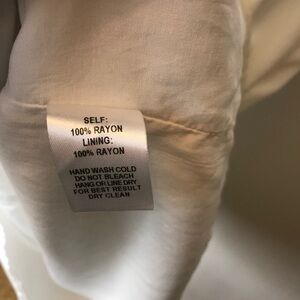 SELF:
100% RAYON
LINING:
100% RAYON
HAND WASH COLD
DO NOT BLEACH
HANG OR LINE DRY
FOR BEST RESULT
DRY CLEAN